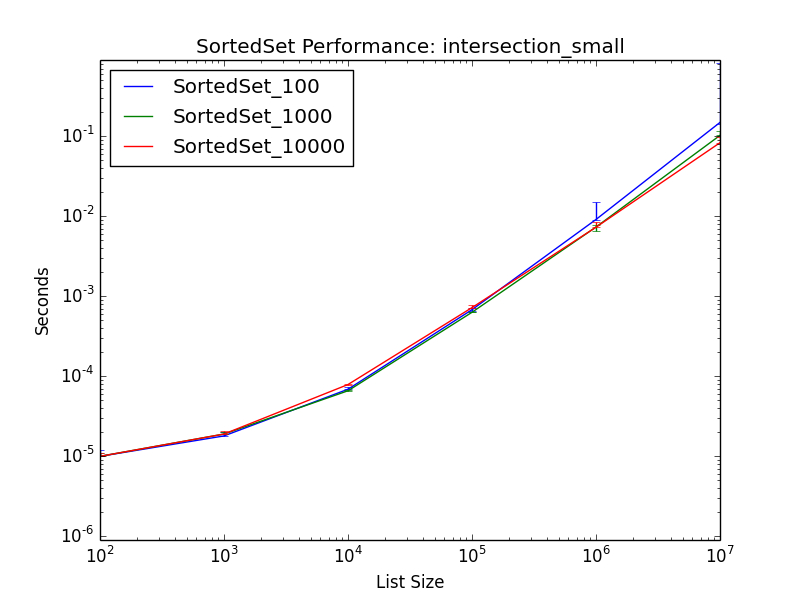 SortedSet Performance: intersection_small
SortedSet_100
SortedSet_1000
SortedSet_10000
10^-1
10^-2
10^-3
10^-4
10^-5
10^-6
Seconds
10^2 10^3 10^4 10^5 10^6 10^7
List Size